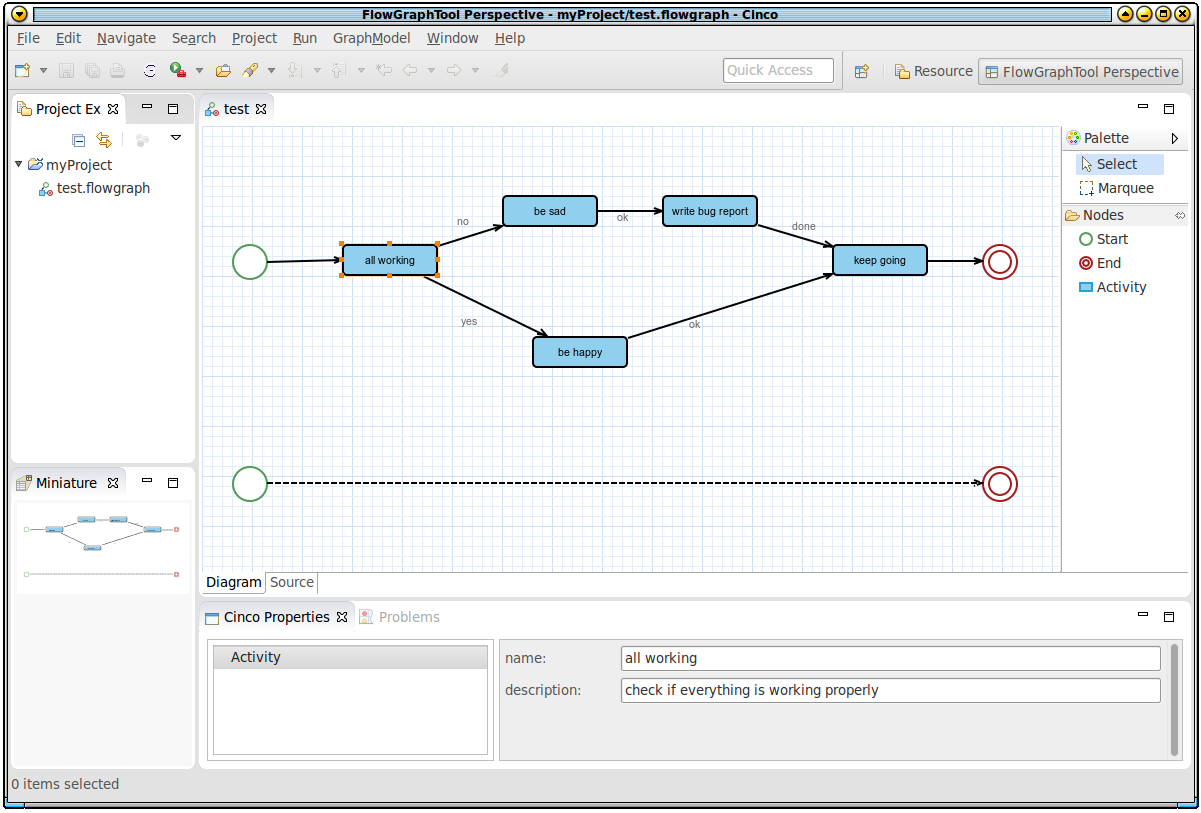 FlowGraphTool Perspective - myProject/test.flowgraph - Cinco
File Edit Navigate Search Project Run GraphModel Window Help
Quick Access
Resource
FlowGraphTool Perspective
Project Ex
myProject
test.flowgraph
test
no
be sad
ok
write bug report
done
all working
keep going
yes
ok
be happy
Palette
Select
Marquee
Nodes
Start
End
Activity
Miniature
Diagram Source
Cinco Properties Problems
Activity
name: all working
description: check if everything is working properly
0 items selected